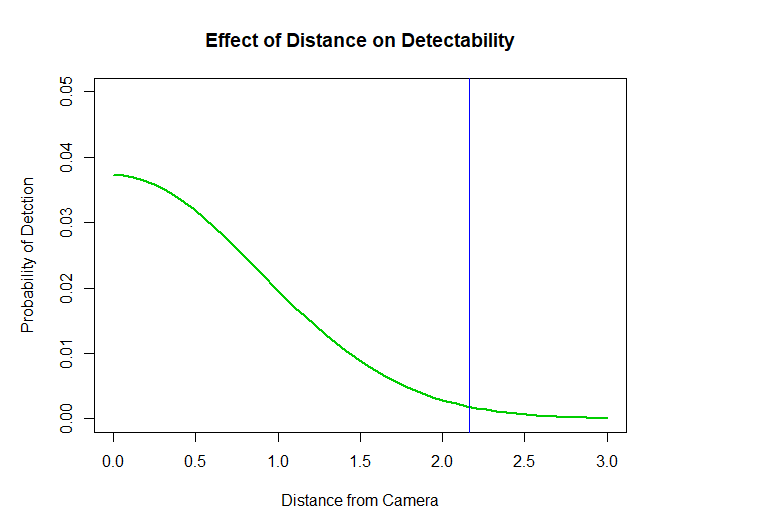 Effect of Distance on Detectability
0.05
0.04
0.03
0.02
0.01
0.00
Probability of Detction
0.0 0.5 1.0 1.5 2.0 2.5 3.0
Distance from Camera